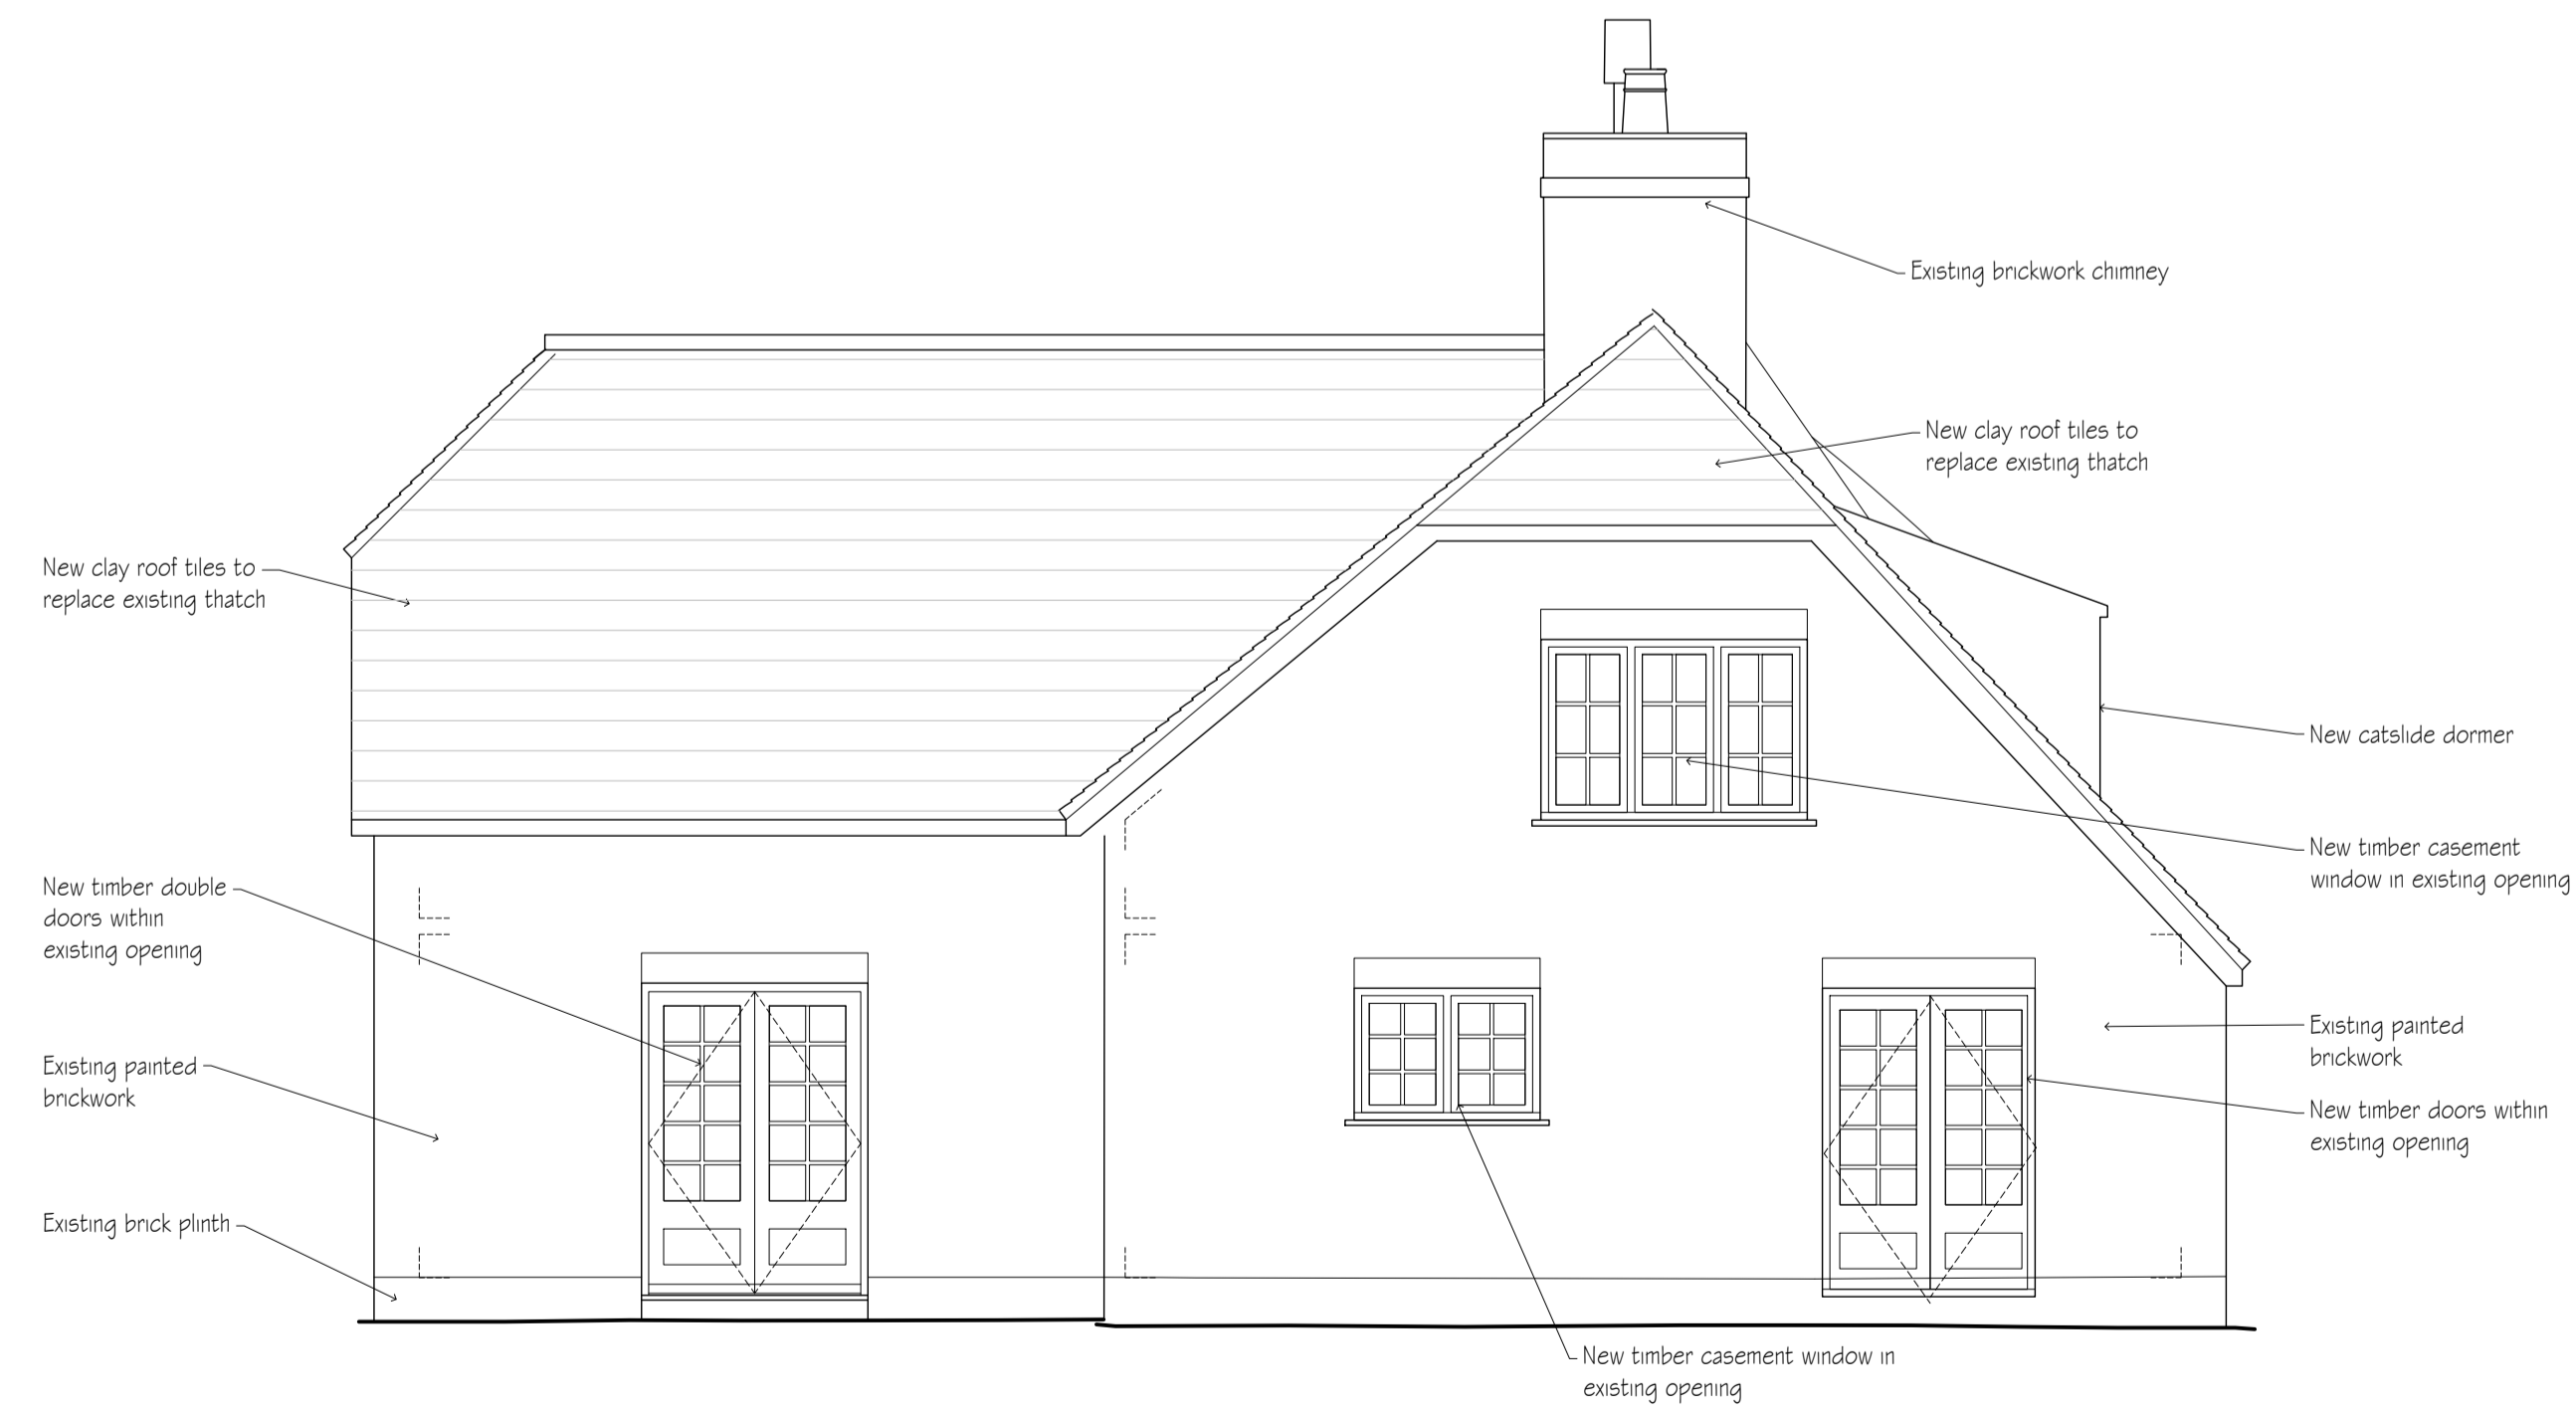 Existing brickwork chimney
New clay roof tiles to
replace existing thatch
New clay roof tiles to
replace existing thatch
New catslide dormer
New timber casement
window in existing opening
New timber double
doors within
existing opening
Existing painted
brickwork
Existing painted
brickwork
New timber doors within
existing opening
Existing brick plinth
New timber casement window in
existing opening